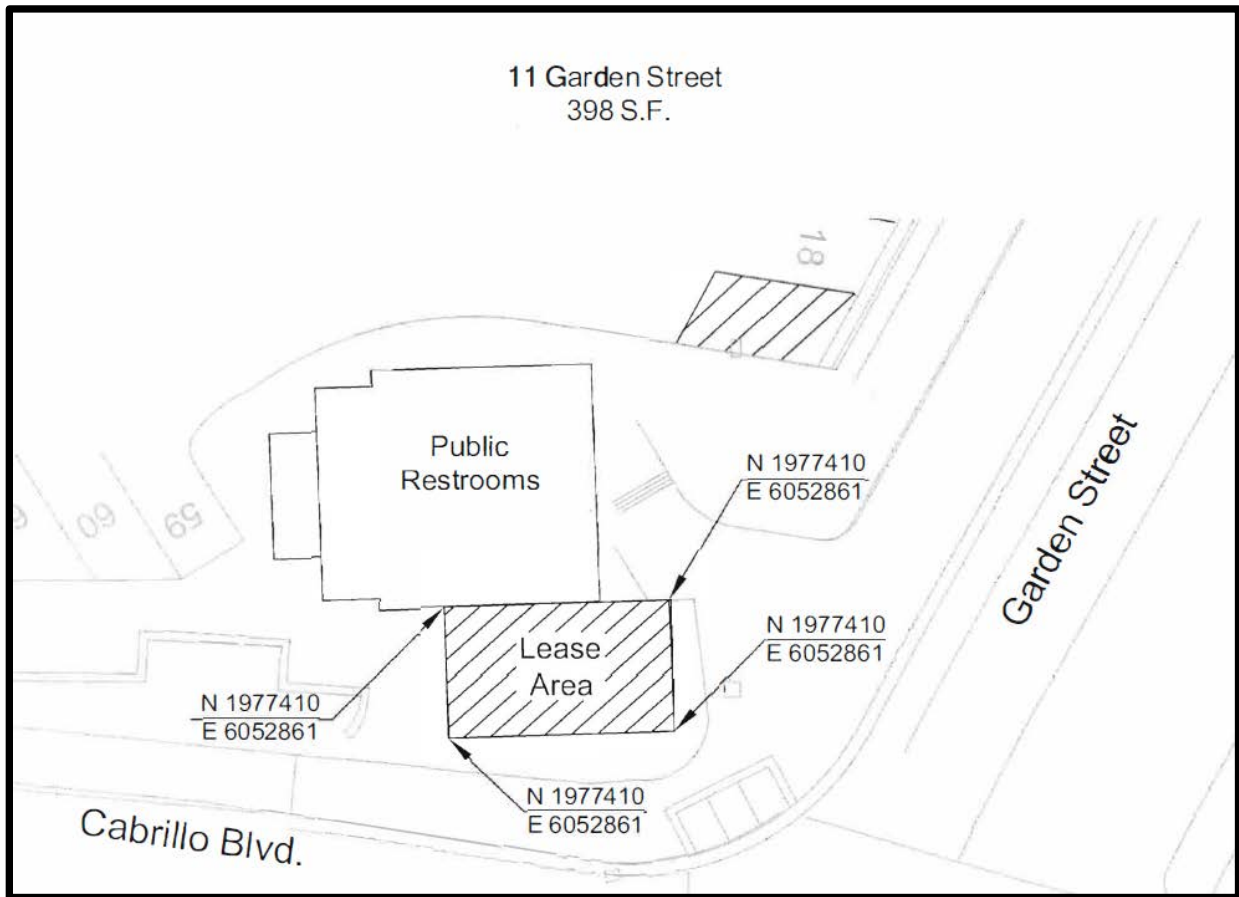 11 Garden Street
398 S.F.
18
Public
Restrooms
N 1977410
E 6052861
Garden Street
60
59
N 1977410
E 6052861
Lease
Area
N 1977410
E 6052861
N 1977410
E 6052861
Cabrillo Blvd.